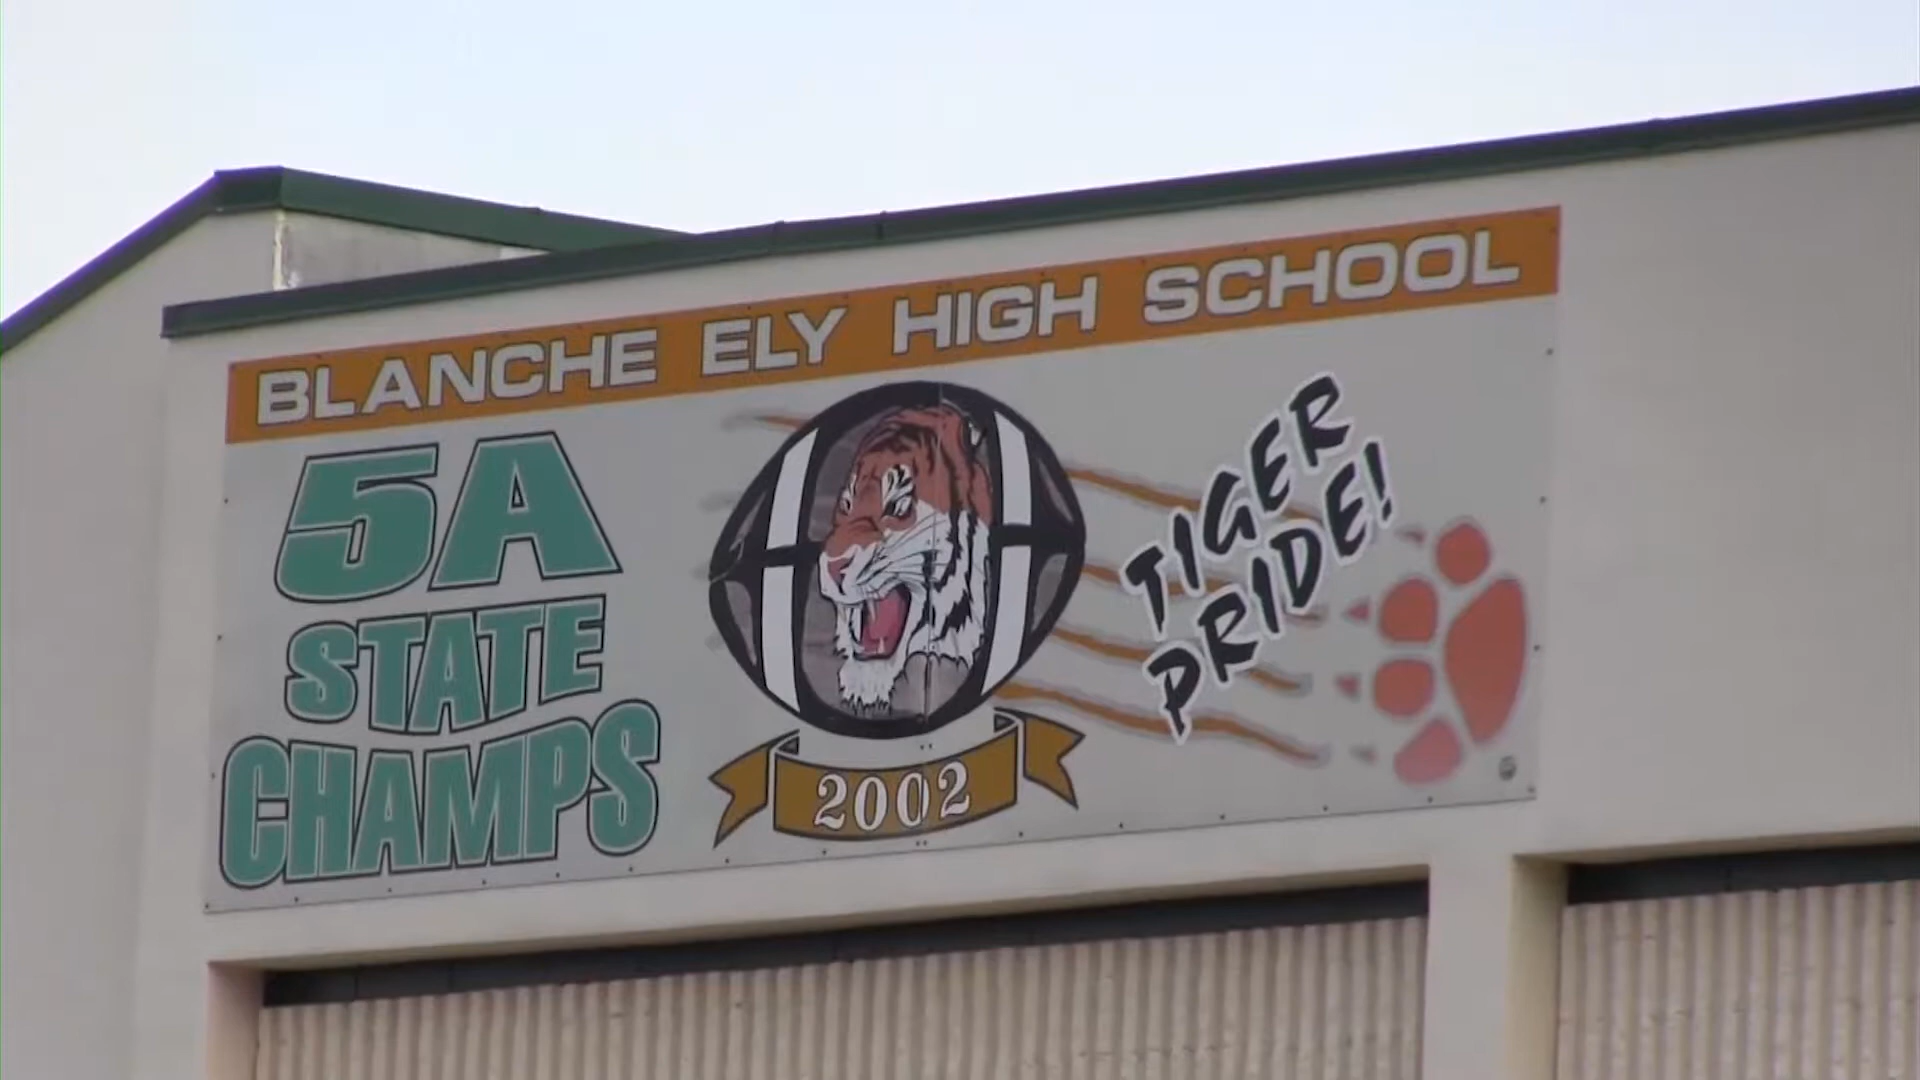 BLANCHE ELY HIGH SCHOOL
5A
STATE
CHAMPS
2002
TIGER
PRIDE!